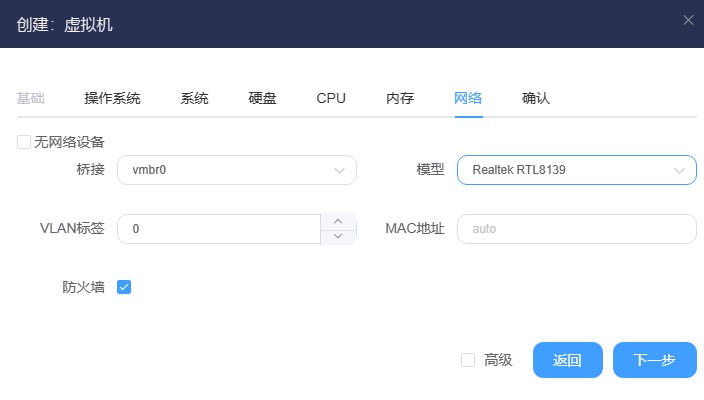 创建：虚拟机
基础 操作系统 系统 硬盘 CPU 内存 网络 确认
无网络设备
桥接 vmbr0 模型 Realtek RTL8139
VLAN标签 0 MAC地址 auto
防火墙
高级 返回 下一步